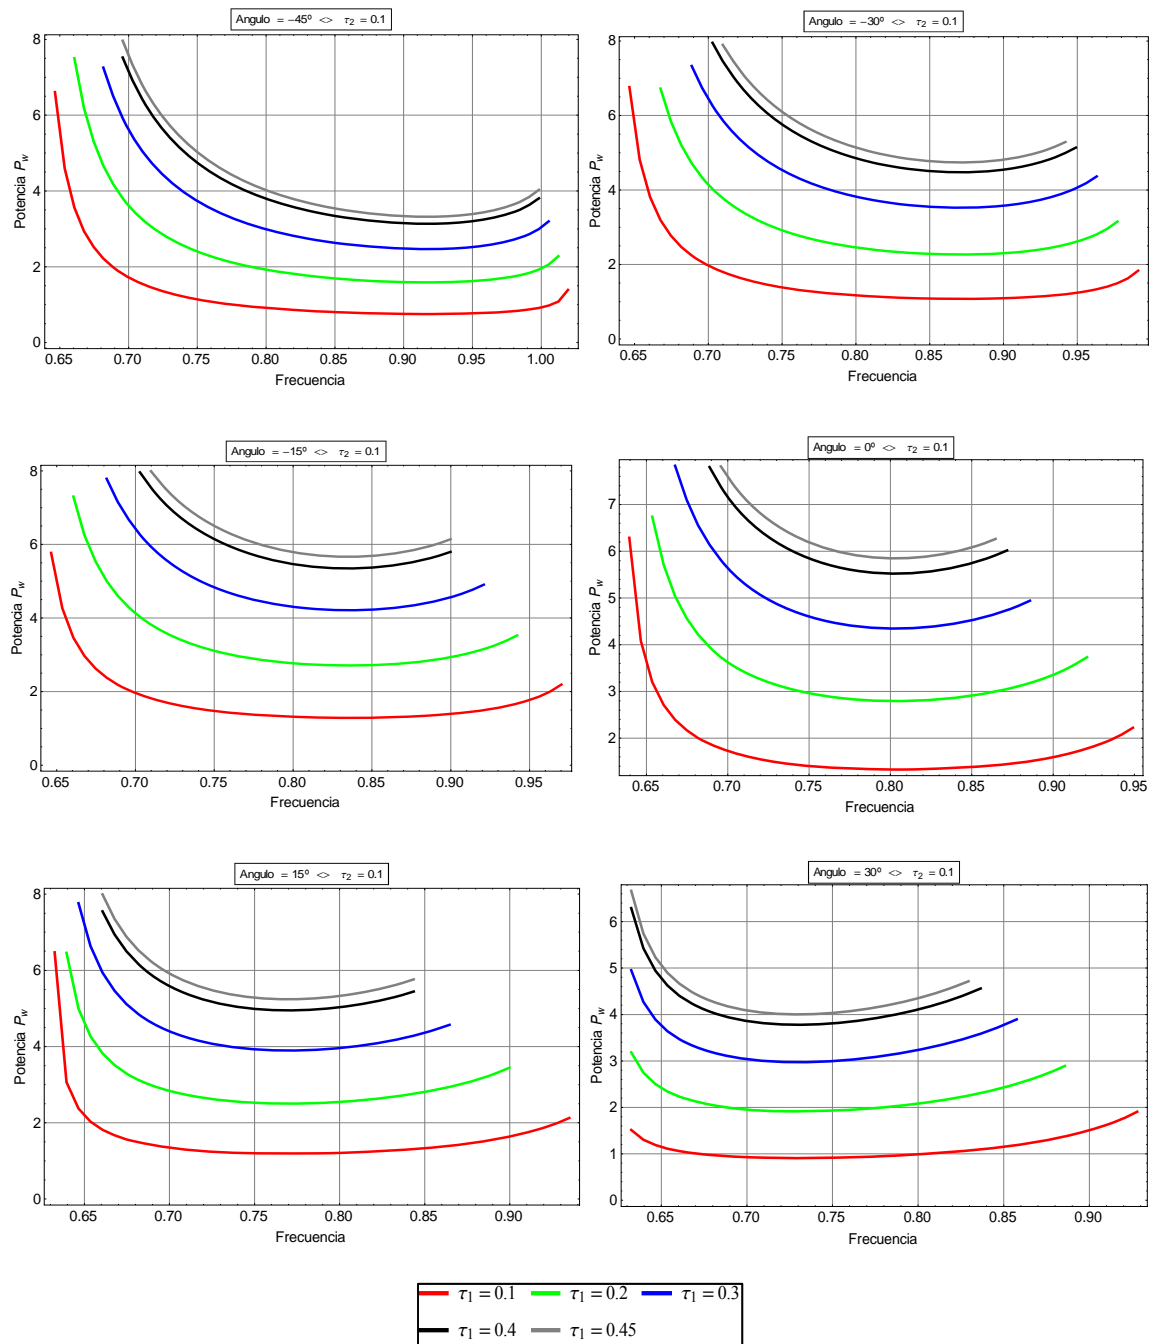 Angulo = −45º <> τ2 = 0.1
8
6
4
2
0
Potencia Pw
0.65 0.70 0.75 0.80 0.85 0.90 0.95 1.00
Frecuencia
Angulo = −30º <> τ2 = 0.1
8
6
4
2
0
Potencia Pw
0.65 0.70 0.75 0.80 0.85 0.90 0.95
Frecuencia
Angulo = −15º <> τ2 = 0.1
8
6
4
2
0
Potencia Pw
0.65 0.70 0.75 0.80 0.85 0.90 0.95
Frecuencia
Angulo = 0º <> τ2 = 0.1
7
6
5
4
3
2
Potencia Pw
0.65 0.70 0.75 0.80 0.85 0.90 0.95
Frecuencia
Angulo = 15º <> τ2 = 0.1
8
6
4
2
0
Potencia Pw
0.65 0.70 0.75 0.80 0.85 0.90
Frecuencia
Angulo = 30º <> τ2 = 0.1
6
5
4
3
2
1
0
Potencia Pw
0.65 0.70 0.75 0.80 0.85 0.90
Frecuencia
τ1 = 0.1 τ1 = 0.2 τ1 = 0.3
τ1 = 0.4 τ1 = 0.45